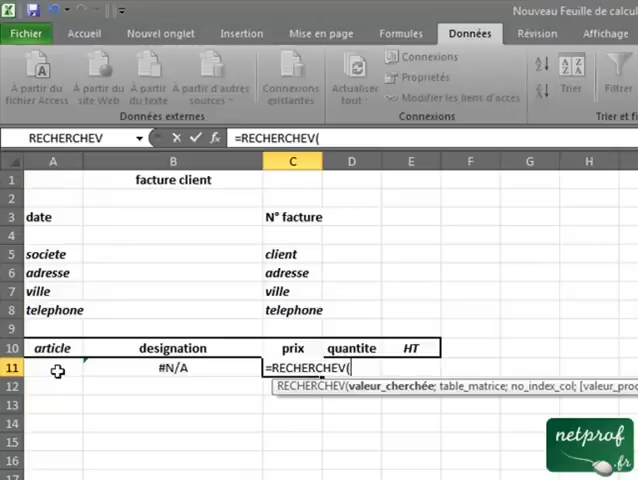 Nouveau Feuille de calcul
Fichier Accueil Nouvel onglet Insertion Mise en page Formules Données Révision Affichage
À partir du fichier Access
À partir du site Web
À partir du texte
À partir d'autres sources
Connexions existantes
Actualiser tout
Connexions
Propriétés
Modifier les liens d'accès
Trier
Filtrer
Données externes Connexions Trier et fi
RECHERCHEV fx =RECHERCHEV(
A B C D E F G H
1 facture client
2
3 date N° facture
4
5 societe client
6 adresse adresse
7 ville ville
8 telephone telephone
9
10 article designation prix quantite HT
11 #N/A =RECHERCHEV(
12 RECHERCHEV(valeur_cherchée; table_matrice; no_index_col; [valeur_proc
13
14
15
16
17
netprof
.fr